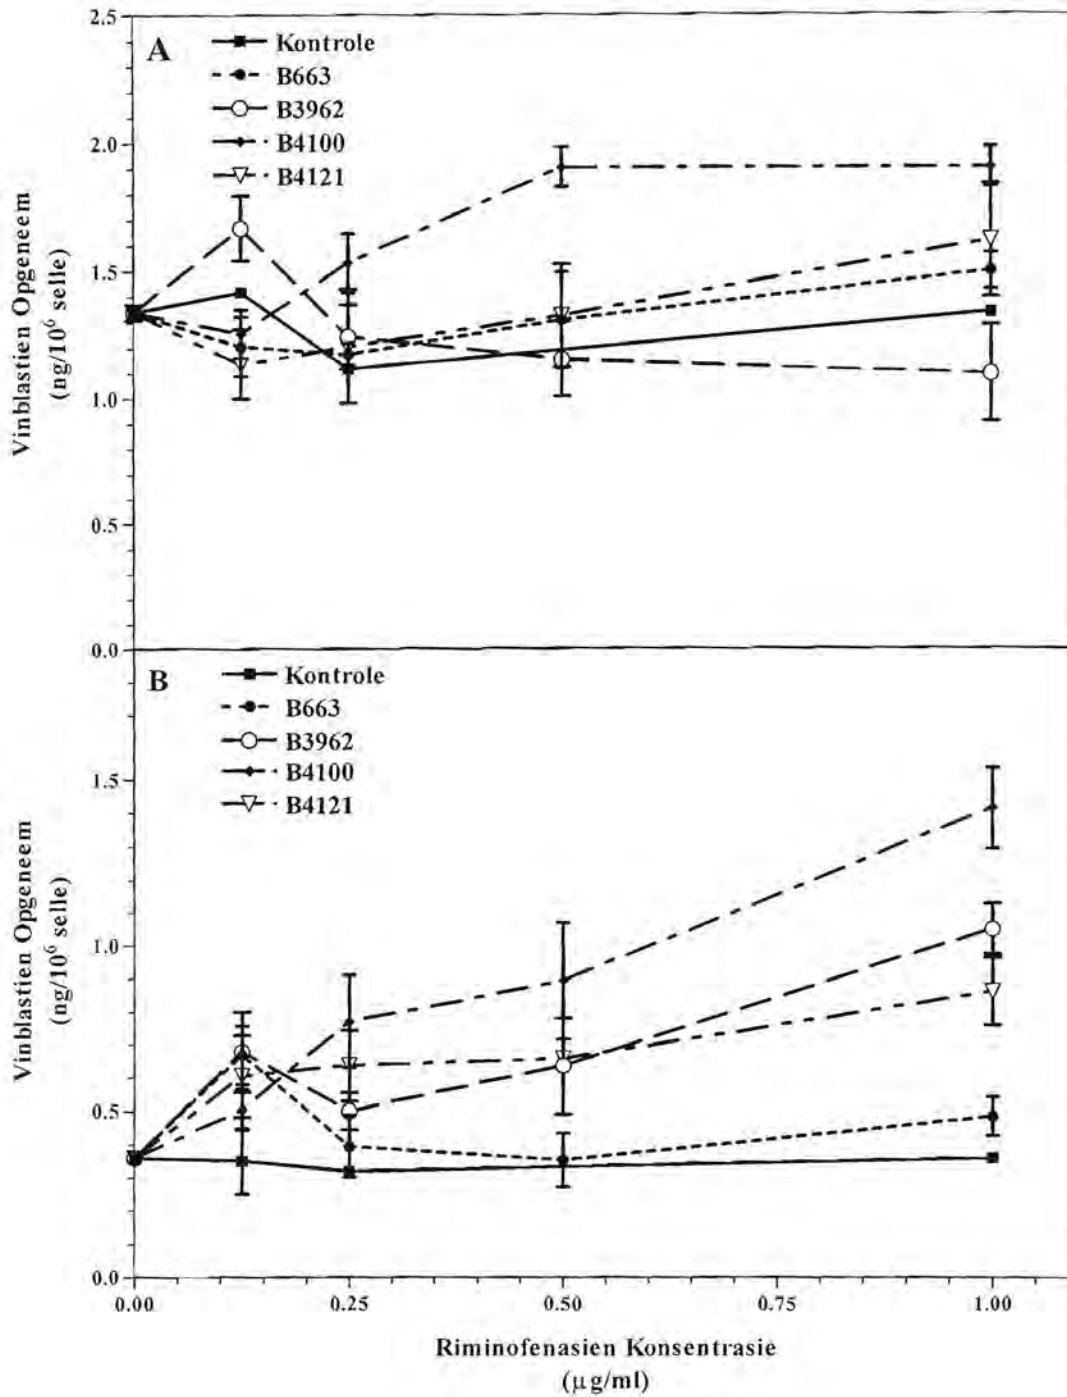 2.5
A
Kontrole
B663
B3962
B4100
B4121
2.0
1.5
1.0
0.5
0.0
Vinblastien Opgeneem
(ng/10⁶ selle)
B
Kontrole
B663
B3962
B4100
B4121
1.5
1.0
0.5
0.0
Vinblastien Opgeneem
(ng/10⁶ selle)
0.00 0.25 0.50 0.75 1.00
Riminofenasien Konsentrasie
(µg/ml)